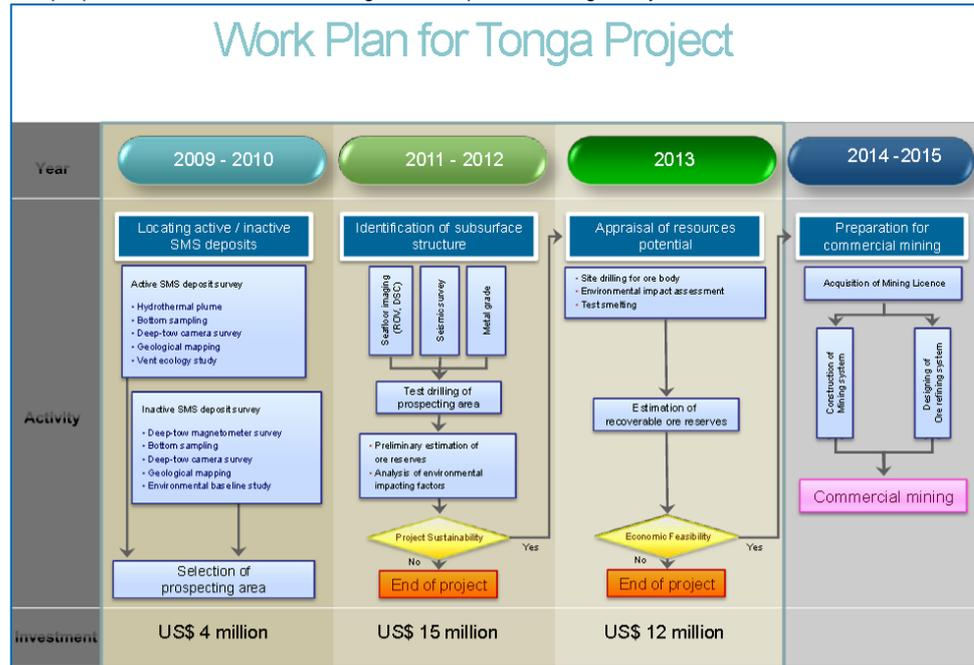 Work Plan for Tonga Project
Year
2009 - 2010
2011 - 2012
2013
2014 -2015
Activity
Locating active / inactive
SMS deposits
Active SMS deposit survey
• Hydrothermal plume
• Bottom sampling
• Deep-tow camera survey
• Geological mapping
• Vent ecology study
Inactive SMS deposit survey
• Deep-tow magnetometer survey
• Bottom sampling
• Deep-tow camera survey
• Geological mapping
• Environmental baseline study
Selection of
prospecting area
Identification of subsurface
structure
Seafloor imaging
(ROV, DSC)
Seismic survey
Metal grade
Test drilling of
prospecting area
• Preliminary estimation of
ore reserves
• Analysis of environmental
impacting factors
Project Sustainability
Yes
No
End of project
Appraisal of resources
potential
• Site drilling for ore body
• Environmental impact assessment
• Test smelting
Estimation of
recoverable ore reserves
Economic Feasibility
Yes
No
End of project
Preparation for
commercial mining
Acquisition of Mining Licence
Construction of
Mining system
Designing of
Ore refining system
Commercial mining
Investment
US$ 4 million
US$ 15 million
US$ 12 million